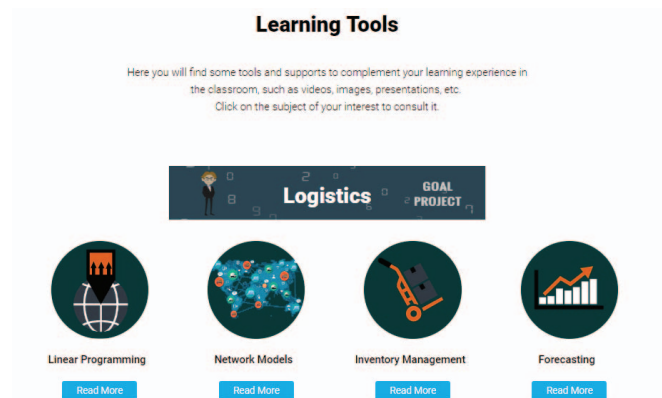 Learning Tools
Here you will find some tools and supports to complement your learning experience in
the classroom, such as videos, images, presentations, etc.
Click on the subject of your interest to consult it.
Logistics
GOAL
PROJECT
Linear Programming
Network Models
Inventory Management
Forecasting
Read More
Read More
Read More
Read More